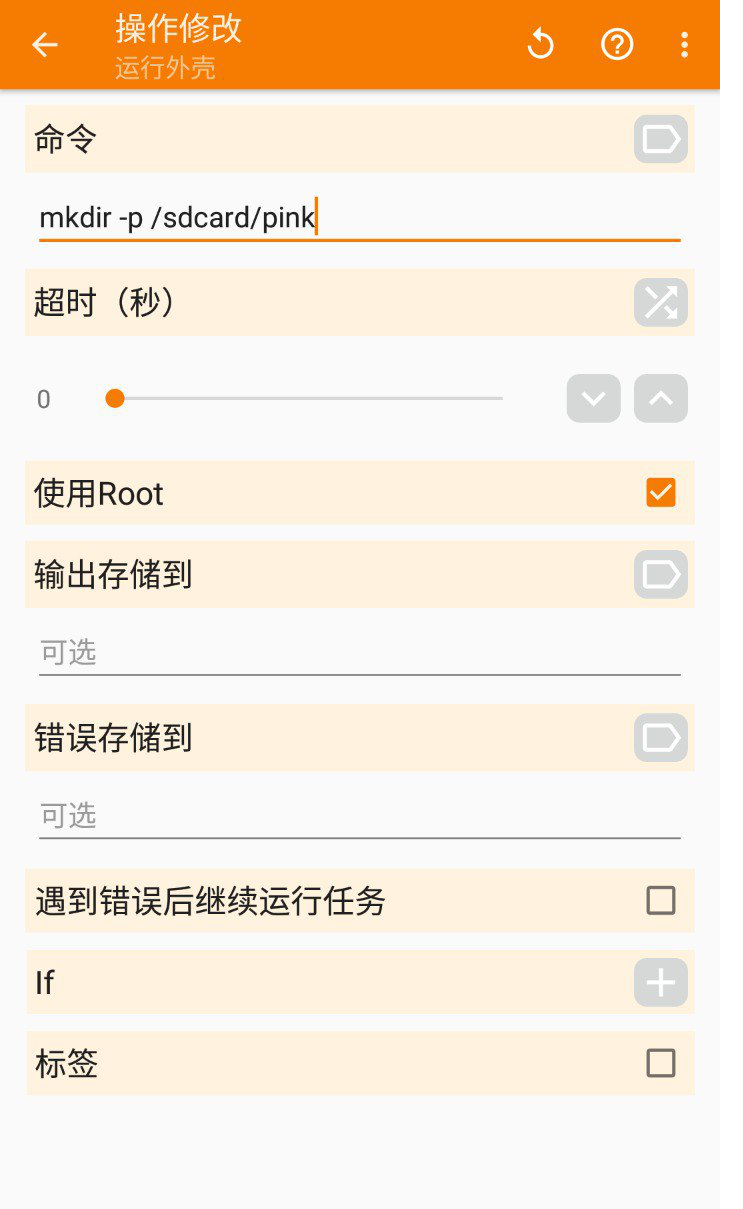 操作修改
运行外壳
命令
mkdir -p /sdcard/pink
超时（秒）
0
使用Root
输出存储到
可选
错误存储到
可选
遇到错误后继续运行任务
If
标签